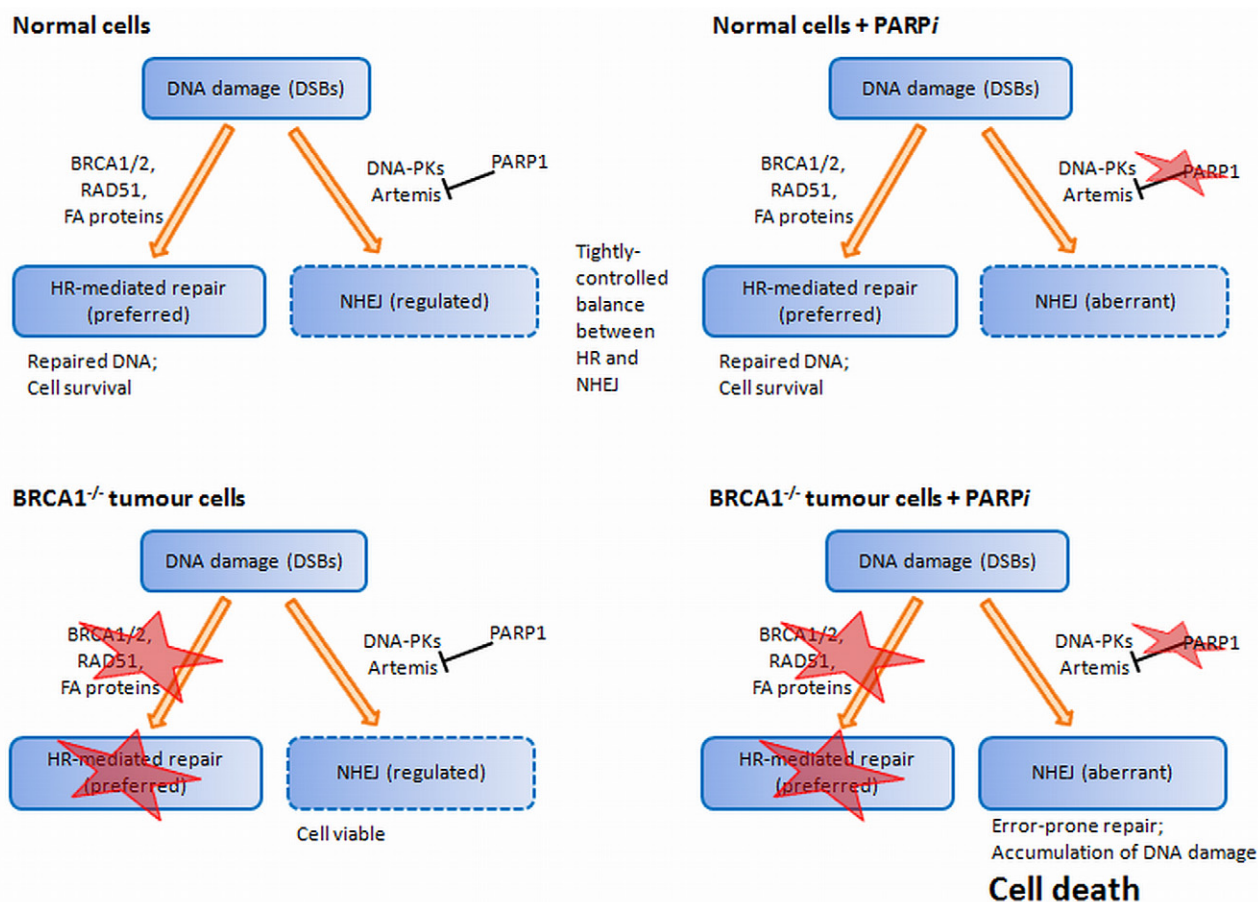 Normal cells
DNA damage (DSBs)
BRCA1/2,
RAD51,
FA proteins
DNA-PKs
Artemis
PARP1
HR-mediated repair
(preferred)
NHEJ (regulated)
Repaired DNA;
Cell survival
Tightly-
controlled
balance
between
HR and
NHEJ
Normal cells + PARPi
DNA damage (DSBs)
BRCA1/2,
RAD51,
FA proteins
DNA-PKs
Artemis
PARP1
HR-mediated repair
(preferred)
NHEJ (aberrant)
Repaired DNA;
Cell survival
BRCA1-/- tumour cells
DNA damage (DSBs)
BRCA1/2,
RAD51,
FA proteins
DNA-PKs
Artemis
PARP1
HR-mediated repair
(preferred)
NHEJ (regulated)
Cell viable
BRCA1-/- tumour cells + PARPi
DNA damage (DSBs)
BRCA1/2,
RAD51,
FA proteins
DNA-PKs
Artemis
PARP1
HR-mediated repair
(preferred)
NHEJ (aberrant)
Error-prone repair;
Accumulation of DNA damage
Cell death